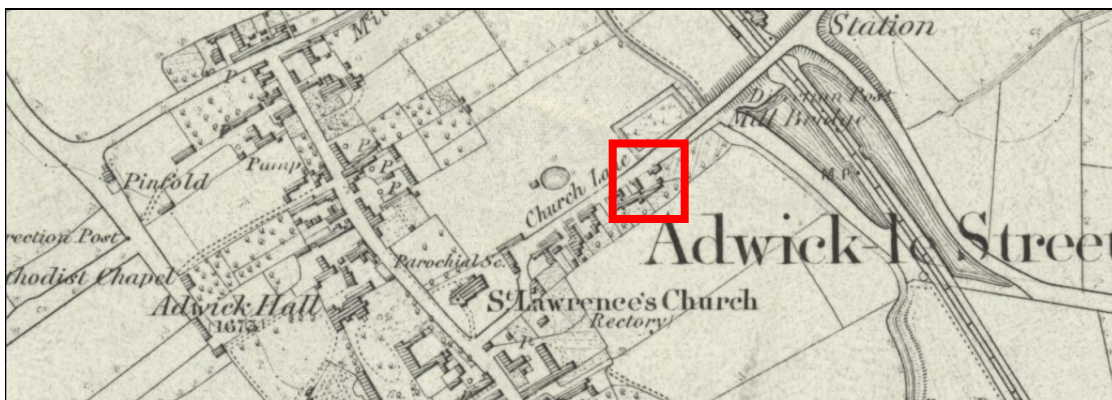 Mil
Station
P
Direction Post
Mill Bridge
P
Pump
P
P
P
M.P.
Pinfold
Church Lane
rection Post
Adwick-le Street
thodist Chapel
Parochial Sc.
Adwick Hall
1673
St. Lawrence's Church
Rectory
P